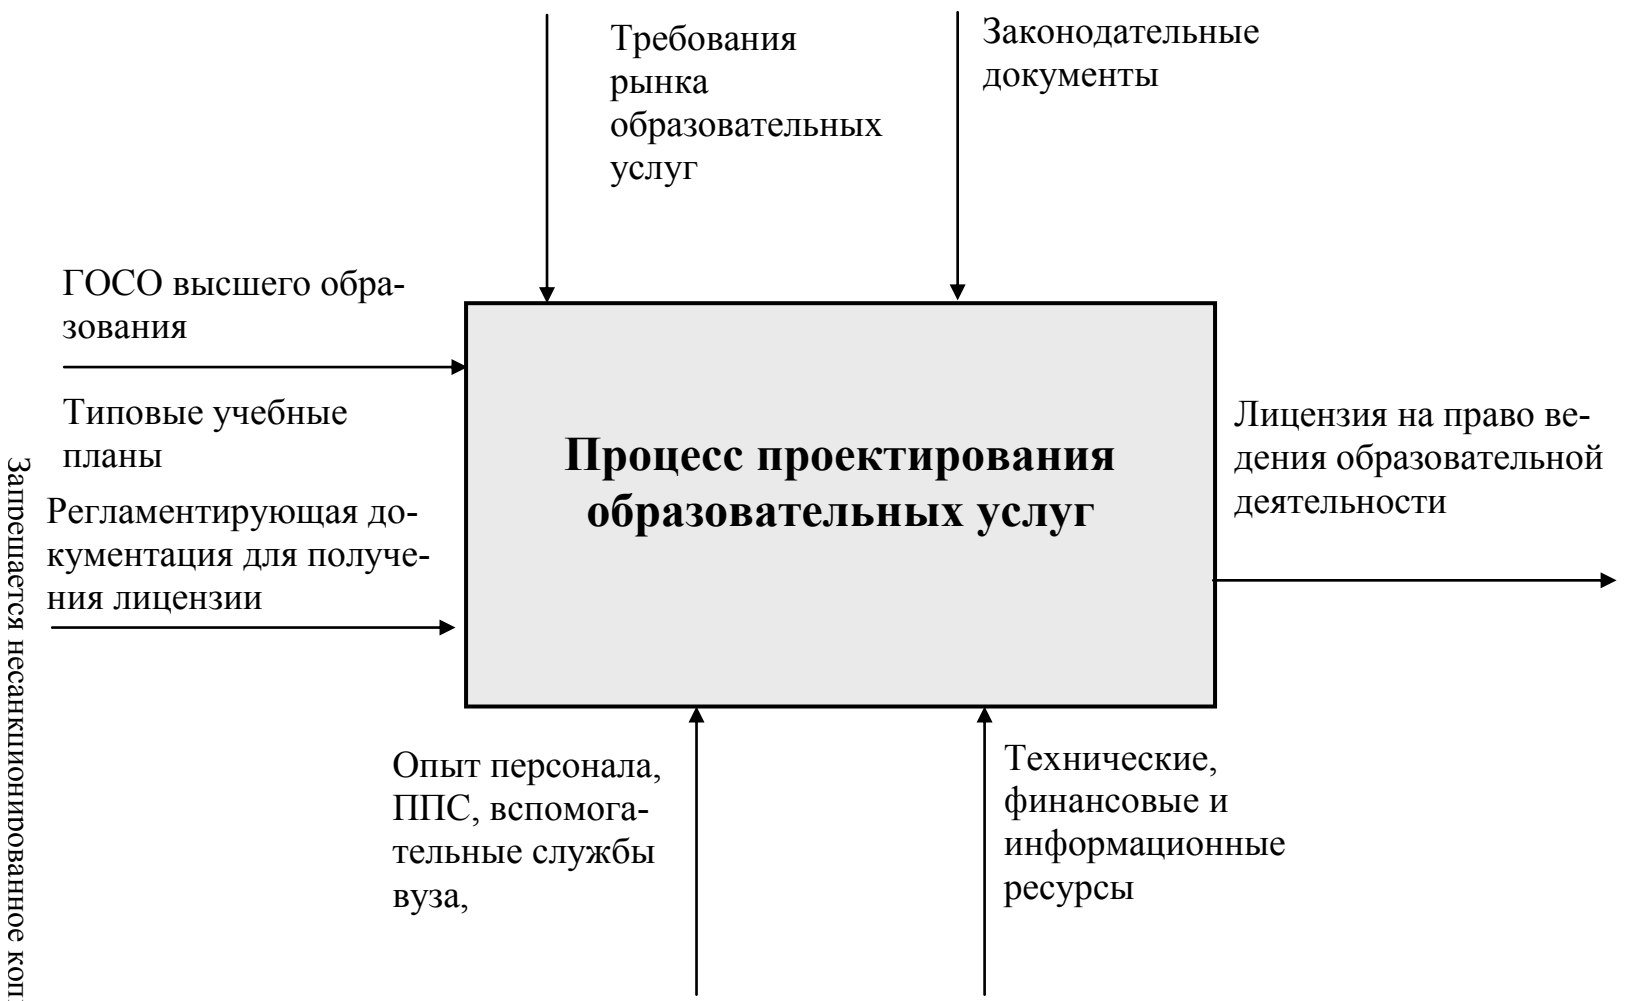 Требования
рынка
образовательных
услуг
Законодательные
документы
ГОСО высшего обра-
зования
Типовые учебные
планы
Регламентирующая до-
кументация для получе-
ния лицензии
Процесс проектирования
образовательных услуг
Лицензия на право ве-
дения образовательной
деятельности
Опыт персонала,
ППС, вспомога-
тельные службы
вуза,
Технические,
финансовые и
информационные
ресурсы
Запрещается несанкционированное